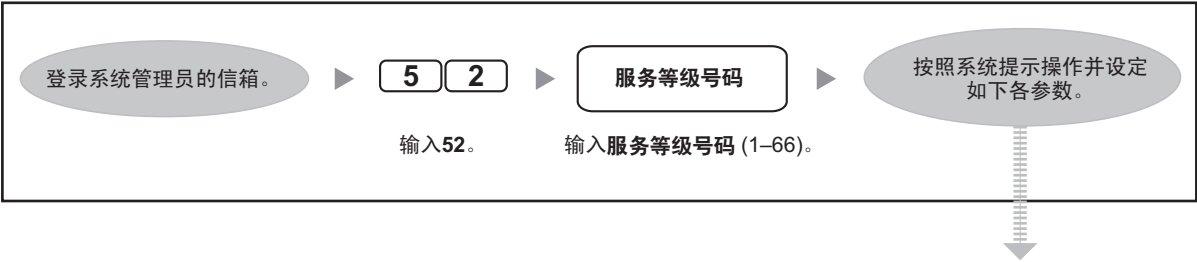 登录系统管理员的信箱。
5 2
服务等级号码
按照系统提示操作并设定
如下各参数。
输入52。
输入服务等级号码 (1–66)。